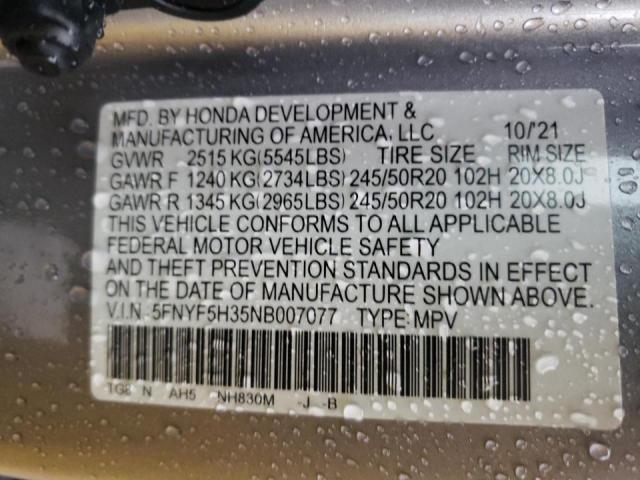 MFD. BY HONDA DEVELOPMENT &
MANUFACTURING OF AMERICA, LLC 10/'21
GVWR 2515 KG(5545LBS) TIRE SIZE RIM SIZE
GAWR F 1240 KG(2734LBS) 245/50R20 102H 20X8.0J
GAWR R 1345 KG(2965LBS) 245/50R20 102H 20X8.0J
THIS VEHICLE CONFORMS TO ALL APPLICABLE
FEDERAL MOTOR VEHICLE SAFETY
AND THEFT PREVENTION STANDARDS IN EFFECT
ON THE DATE OF MANUFACTURE SHOWN ABOVE.
V.I.N.:5FNYF5H35NB007077 TYPE:MPV
TG8 N AH5 NH830M -J -B